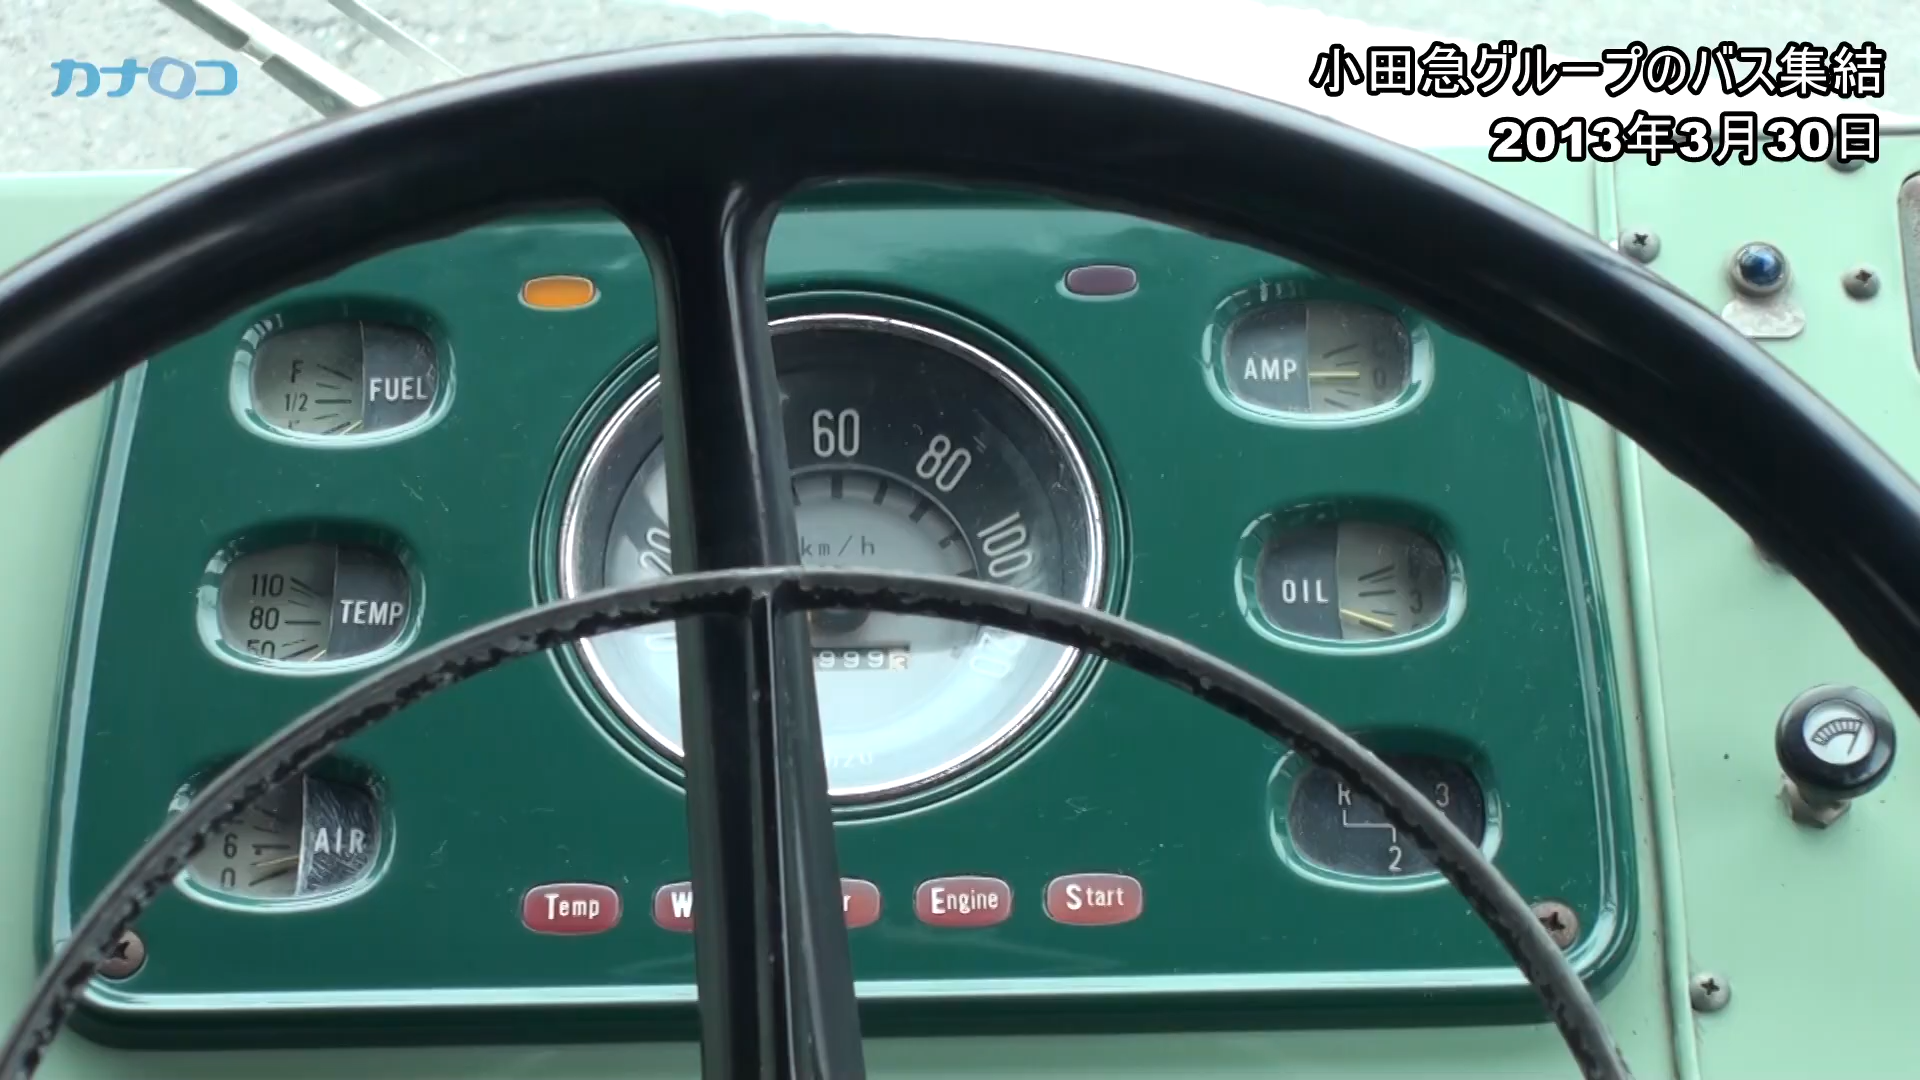 カナロコ
小田急グループのバス集結
2013年3月30日
F
1/2
FUEL
AMP
0
60
80
20
100
km/h
110
80
50
TEMP
OIL
3
999
6
0
AIR
R 3
2
Temp
Engine
Start